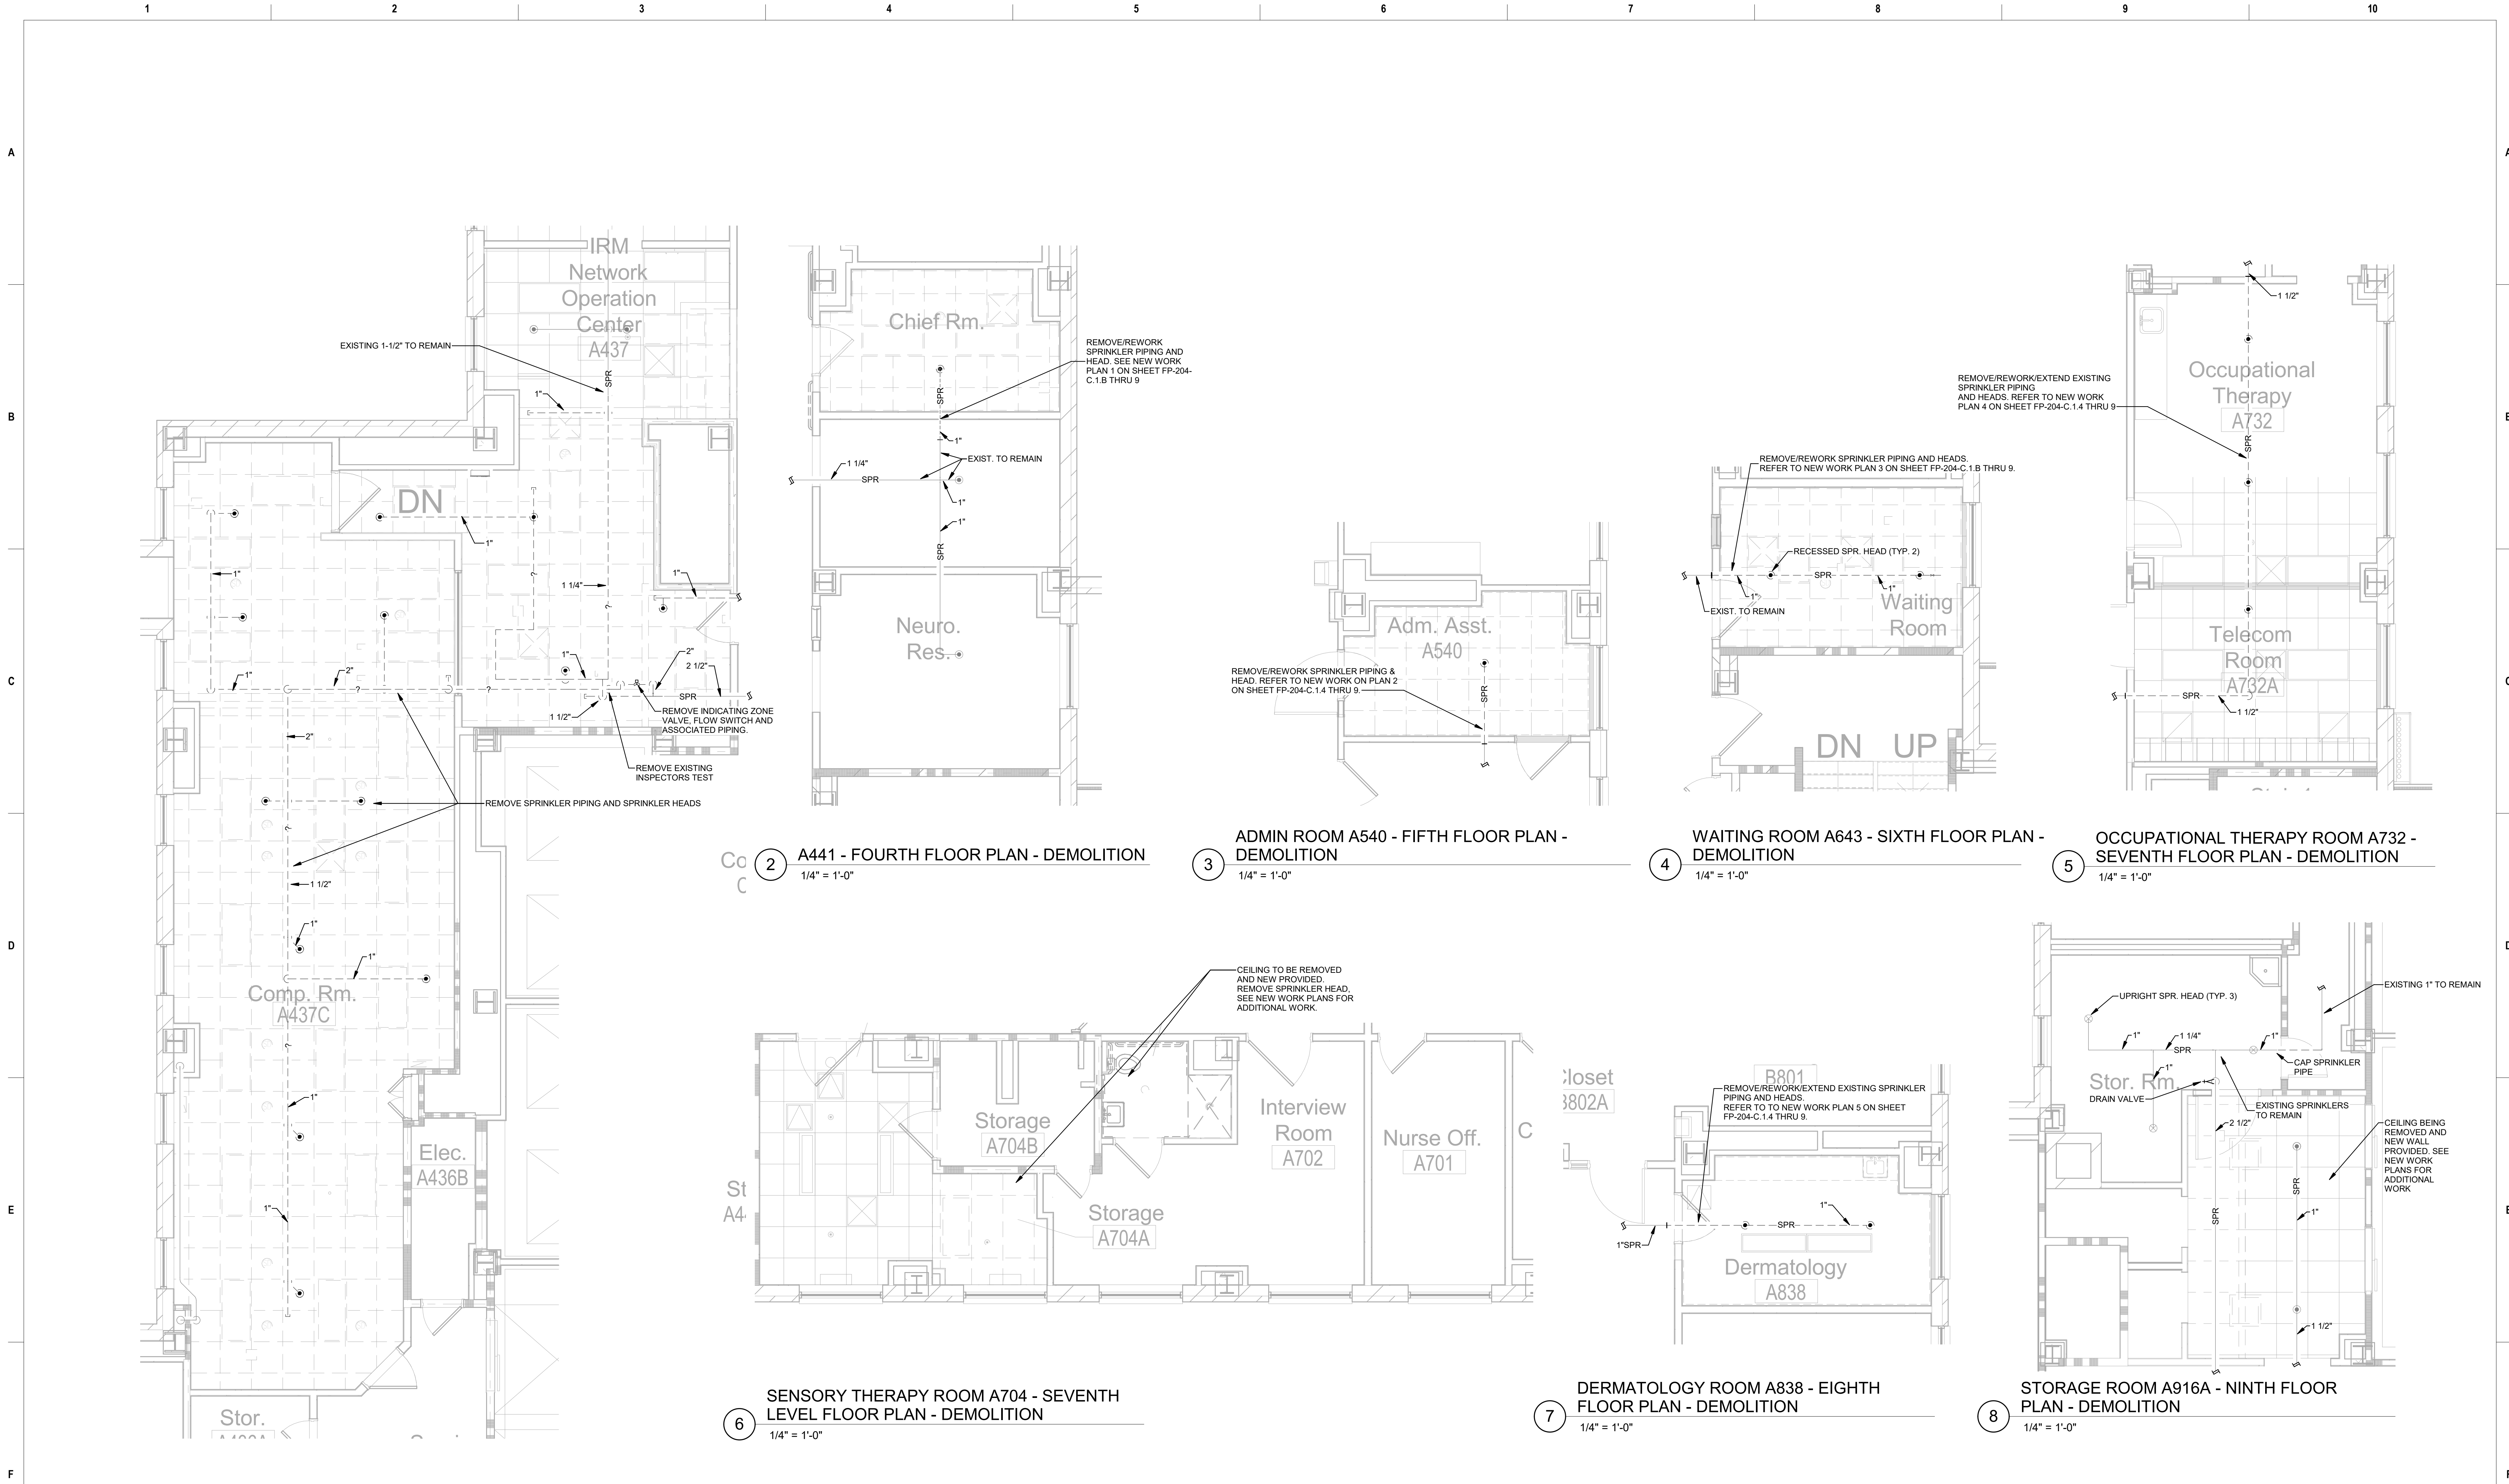 1 2 3 4 5 6 7 8 9 10
A
B
C
D
E
F
A
B
C
D
E
F
IRM
Network
Operation
Center
A437
EXISTING 1-1/2" TO REMAIN
SPR
1"
DN
1"
1"
1 1/4"
1"
1"
2"
1"
2"
2 1/2"
SPR
1 1/2"
REMOVE INDICATING ZONE
VALVE, FLOW SWITCH AND
ASSOCIATED PIPING.
2"
REMOVE EXISTING
INSPECTORS TEST
REMOVE SPRINKLER PIPING AND SPRINKLER HEADS
?
?
?
?
?
?
1 1/2"
1"
1"
Comp. Rm.
A437C
1"
Elec.
A436B
1"
Stor.
Chief Rm.
SPR
REMOVE/REWORK
SPRINKLER PIPING AND
HEAD. SEE NEW WORK
PLAN 1 ON SHEET FP-204-
C.1.B THRU 9
1"
EXIST. TO REMAIN
1 1/4"
SPR
1"
1"
SPR
Neuro.
Res.
2
A441 - FOURTH FLOOR PLAN - DEMOLITION
1/4" = 1'-0"
Adm. Asst.
A540
REMOVE/REWORK SPRINKLER PIPING &
HEAD. REFER TO NEW WORK ON PLAN 2
ON SHEET FP-204-C.1.4 THRU 9.
SPR
3
ADMIN ROOM A540 - FIFTH FLOOR PLAN -
DEMOLITION
1/4" = 1'-0"
REMOVE/REWORK SPRINKLER PIPING AND HEADS.
REFER TO NEW WORK PLAN 3 ON SHEET FP-204-C.1.B THRU 9.
RECESSED SPR. HEAD (TYP. 2)
SPR
1"
1"
EXIST. TO REMAIN
Waiting
Room
DN UP
4
WAITING ROOM A643 - SIXTH FLOOR PLAN -
DEMOLITION
1/4" = 1'-0"
1 1/2"
Occupational
Therapy
A732
REMOVE/REWORK/EXTEND EXISTING
SPRINKLER PIPING
AND HEADS. REFER TO NEW WORK
PLAN 4 ON SHEET FP-204-C.1.4 THRU 9
SPR
Telecom
Room
A732A
SPR
1 1/2"
5
OCCUPATIONAL THERAPY ROOM A732 -
SEVENTH FLOOR PLAN - DEMOLITION
1/4" = 1'-0"
CEILING TO BE REMOVED
AND NEW PROVIDED.
REMOVE SPRINKLER HEAD,
SEE NEW WORK PLANS FOR
ADDITIONAL WORK.
Storage
A704B
Storage
A704A
Interview
Room
A702
Nurse Off.
A701
6
SENSORY THERAPY ROOM A704 - SEVENTH
LEVEL FLOOR PLAN - DEMOLITION
1/4" = 1'-0"
B801
REMOVE/REWORK/EXTEND EXISTING SPRINKLER
PIPING AND HEADS.
REFER TO TO NEW WORK PLAN 5 ON SHEET
FP-204-C.1.4 THRU 9.
1"
SPR
1"SPR
Dermatology
A838
7
DERMATOLOGY ROOM A838 - EIGHTH
FLOOR PLAN - DEMOLITION
1/4" = 1'-0"
UPRIGHT SPR. HEAD (TYP. 3)
EXISTING 1" TO REMAIN
1"
1 1/4"
SPR
1"
CAP SPRINKLER
PIPE
1"
Stor. Rm.
DRAIN VALVE
EXISTING SPRINKLERS
TO REMAIN
2 1/2"
CEILING BEING
REMOVED AND
NEW WALL
PROVIDED. SEE
NEW WORK
PLANS FOR
ADDITIONAL
WORK
SPR
SPR
1"
1 1/2"
8
STORAGE ROOM A916A - NINTH FLOOR
PLAN - DEMOLITION
1/4" = 1'-0"